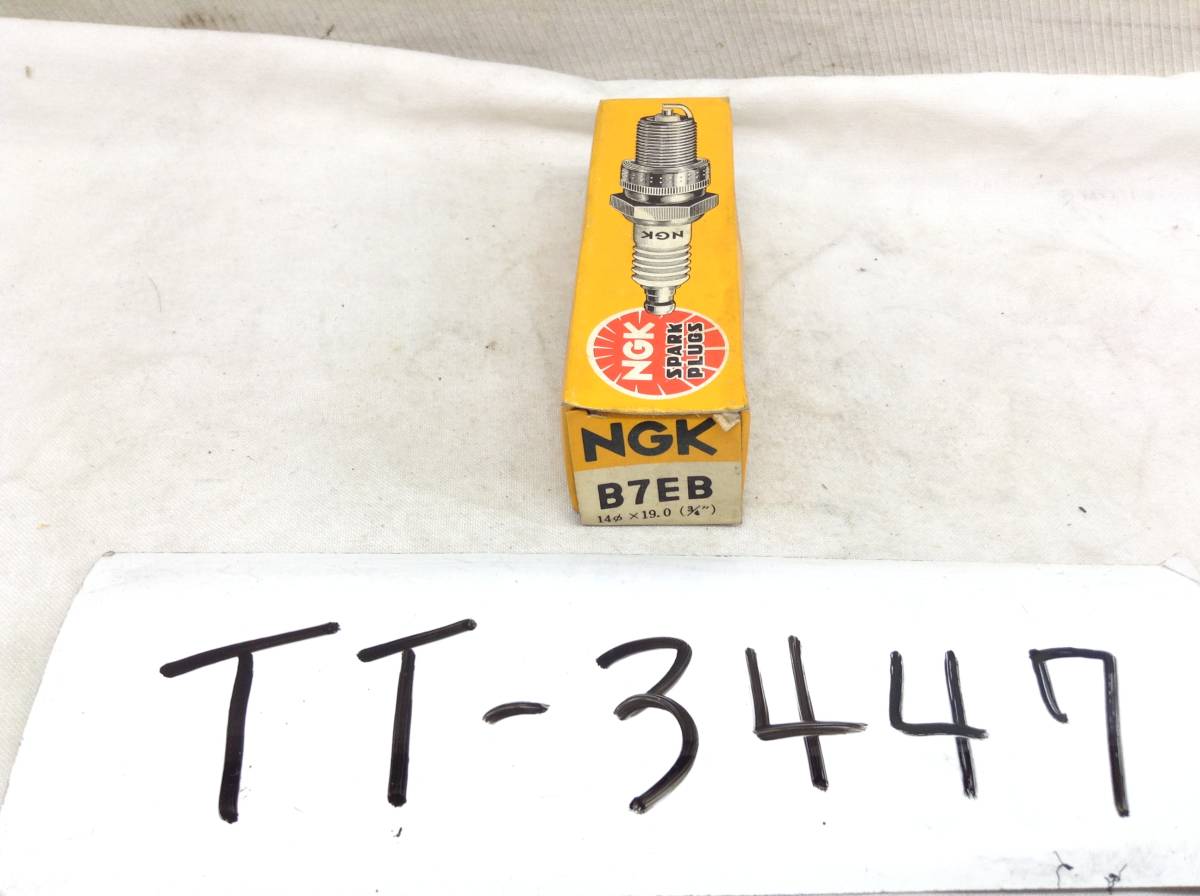 NGK
NGK
SPARK
PLUGS
NGK
B7EB
14φ×19.0 (¾")
TT-3447